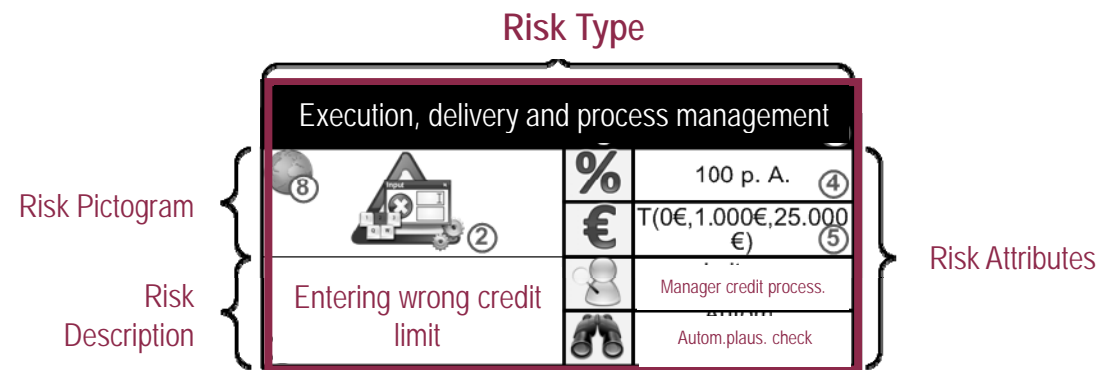 Risk Type
Execution, delivery and process management
Risk Pictogram
8
Input
2
%
100 p. A.
4
€
T(0€,1.000€,25.000
€)
5
Risk Attributes
Risk
Description
Entering wrong credit
limit
Manager credit process.
Autom.plaus. check